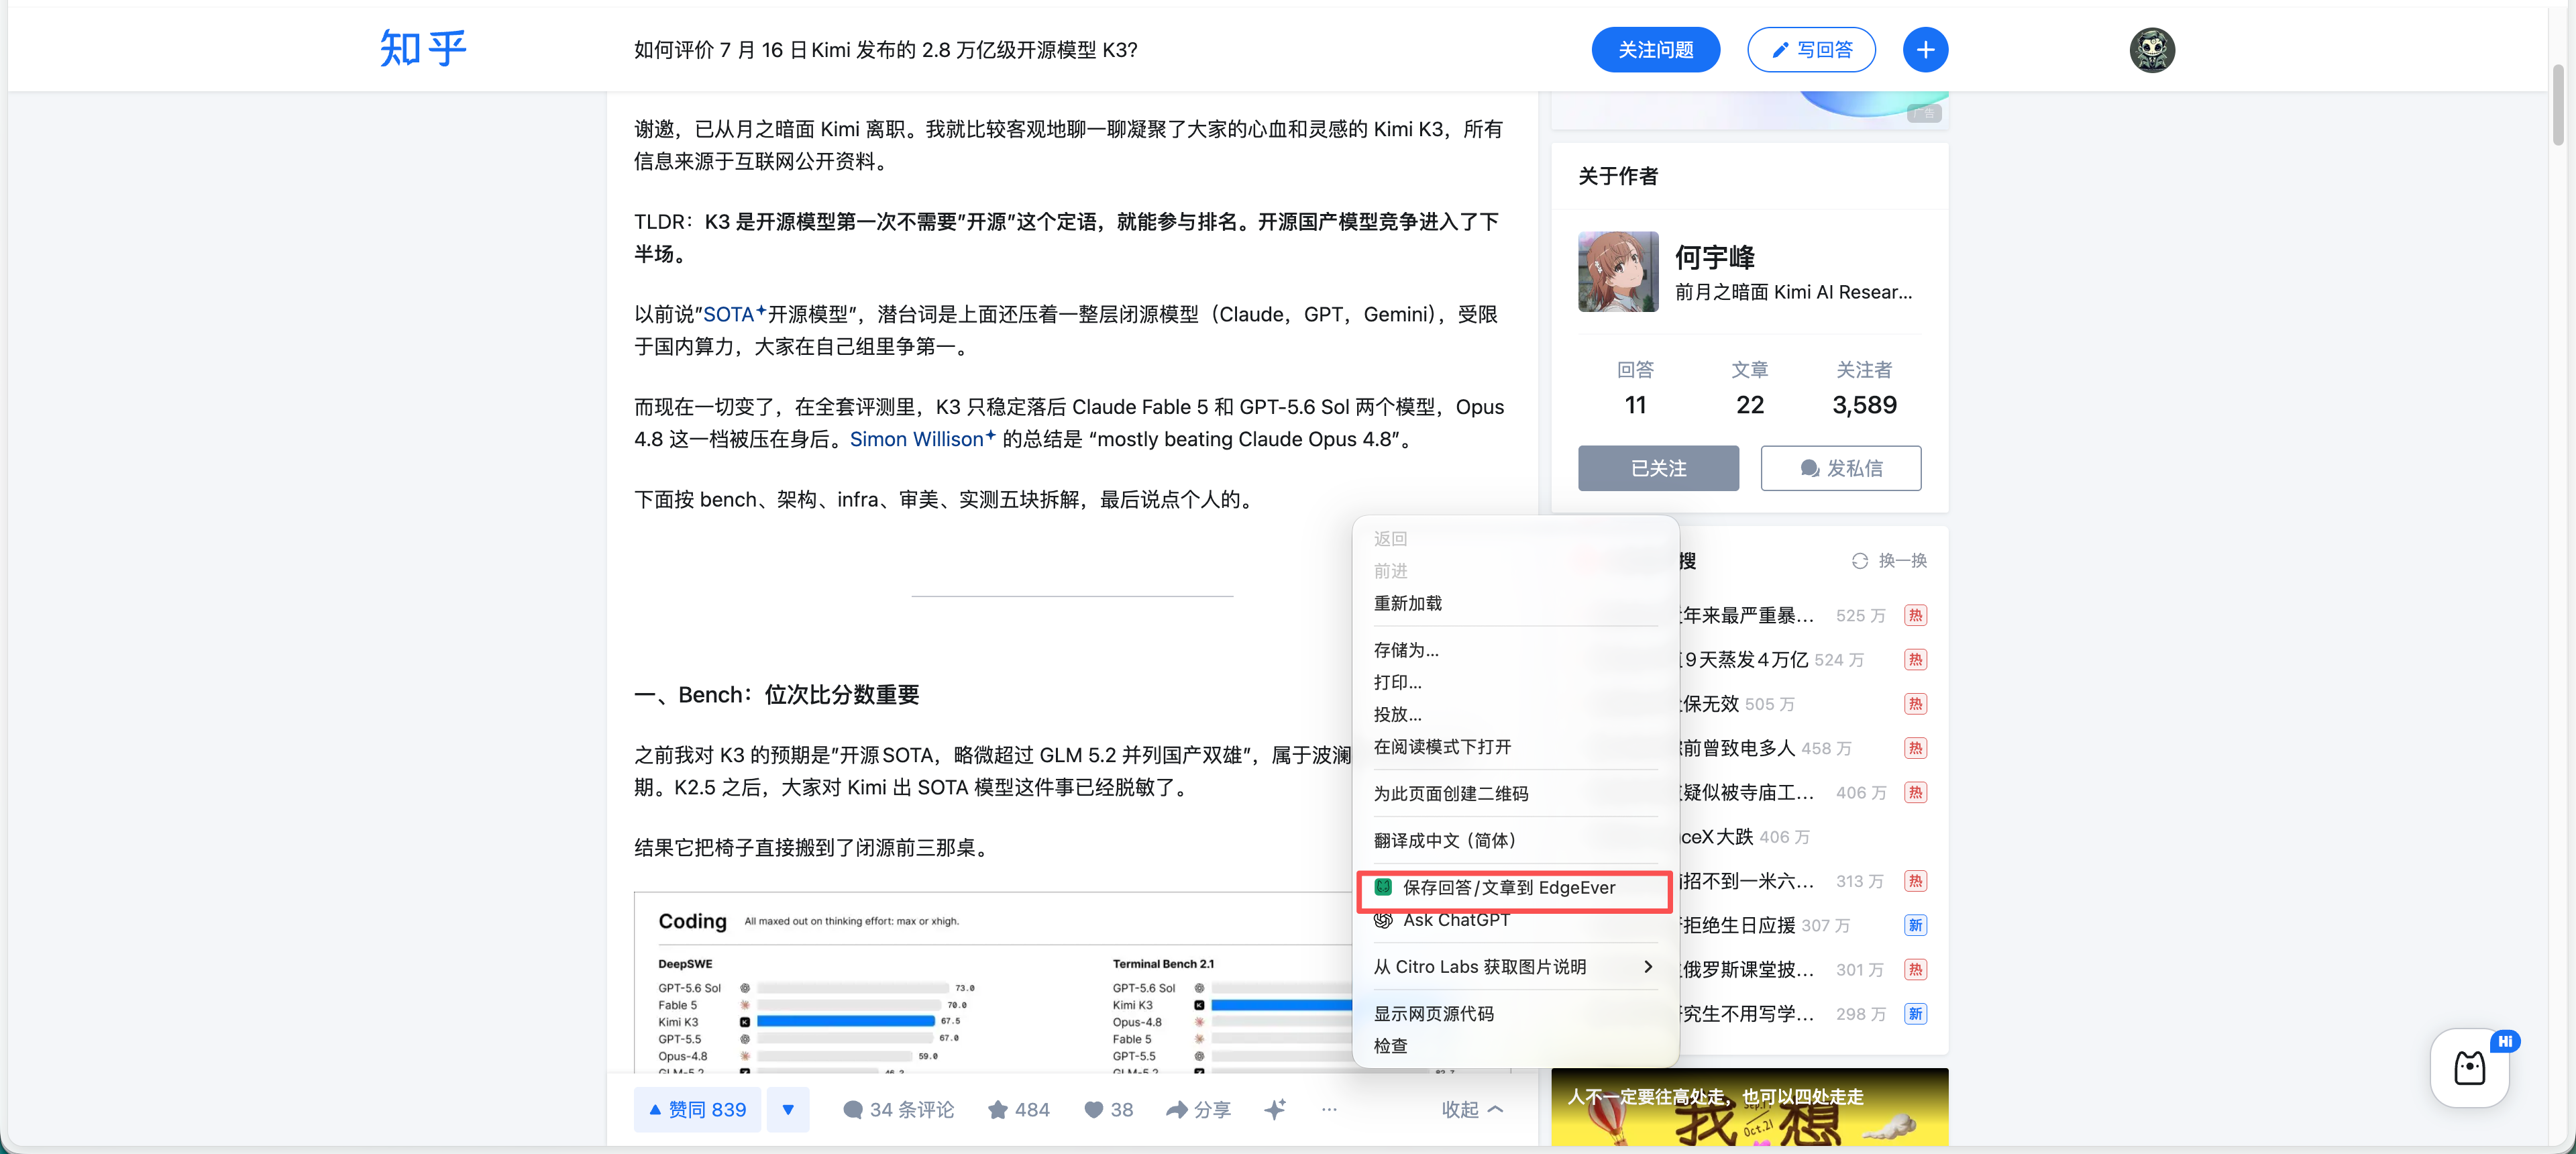 知乎
如何评价 7 月 16 日Kimi 发布的 2.8 万亿级开源模型 K3?
关注问题
写回答
谢邀，已从月之暗面 Kimi 离职。我就比较客观地聊一聊凝聚了大家的心血和灵感的 Kimi K3，所有
信息来源于互联网公开资料。
TLDR：K3 是开源模型第一次不需要"开源"这个定语，就能参与排名。开源国产模型竞争进入了下
半场。
以前说"SOTA开源模型"，潜台词是上面还压着一整层闭源模型（Claude，GPT，Gemini），受限
于国内算力，大家在自己组里争第一。
而现在一切变了，在全套评测里，K3 只稳定落后 Claude Fable 5 和 GPT-5.6 Sol 两个模型，Opus
4.8 这一档被压在身后。Simon Willison 的总结是 “mostly beating Claude Opus 4.8”。
下面按 bench、架构、infra、审美、实测五块拆解，最后说点个人的。
一、Bench：位次比分数重要
之前我对 K3 的预期是"开源SOTA，略微超过 GLM 5.2 并列国产双雄"，属于波澜
期。K2.5 之后，大家对 Kimi 出 SOTA 模型这件事已经脱敏了。
结果它把椅子直接搬到了闭源前三那桌。
Coding All maxed out on thinking effort: max or xhigh.
DeepSWE
GPT-5.6 Sol 73.0
Fable 5 70.0
Kimi K3 67.5
GPT-5.5 67.0
Opus-4.8 59.0
Terminal Bench 2.1
GPT-5.6 Sol
Kimi K3
Opus-4.8
Fable 5
GPT-5.5
赞同 839
34 条评论
484
38
分享
收起
返回
前进
重新加载
存储为...
打印...
投放...
在阅读模式下打开
为此页面创建二维码
翻译成中文 (简体)
保存回答/文章到 EdgeEver
Ask ChatGPT
从 Citro Labs 获取图片说明
显示网页源代码
检查
广告
关于作者
何宇峰
前月之暗面 Kimi AI Resear...
回答 文章 关注者
11 22 3,589
已关注
发私信
搜
换一换
年来最严重暴... 525 万 热
9天蒸发4万亿 524 万 热
保无效 505 万 热
前曾致电多人 458 万 热
疑似被寺庙工... 406 万 热
ceX大跌 406 万
招不到一米六... 313 万 热
拒绝生日应援 307 万 新
俄罗斯课堂披... 301 万 热
究生不用写学... 298 万 新
人不一定要往高处走，也可以四处走走
我想
Oct.21
Hi